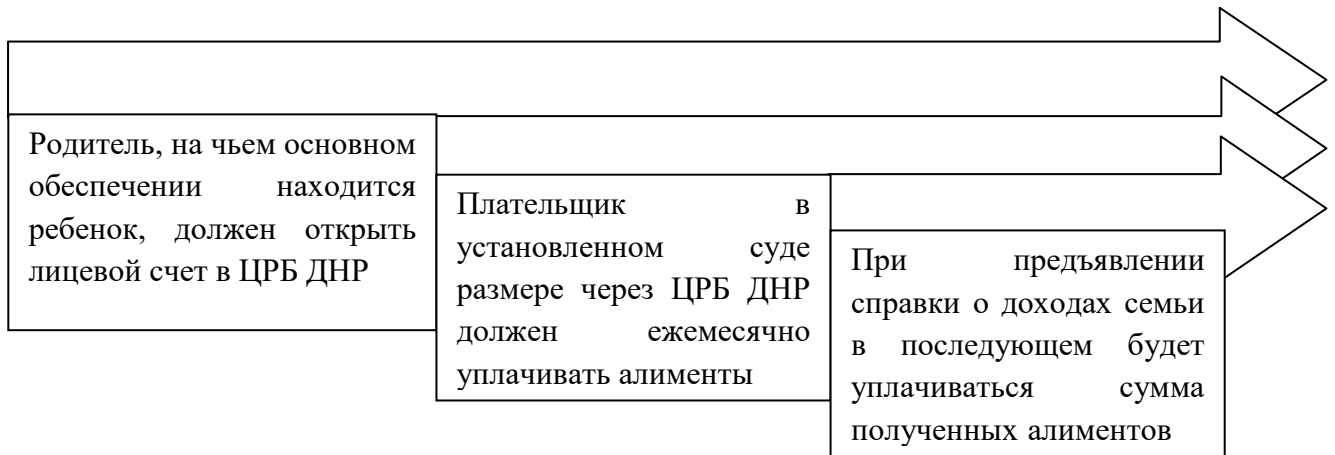 Родитель, на чьем основном
обеспечении находится
ребенок, должен открыть
лицевой счет в ЦРБ ДНР
Плательщик в
установленном суде
размере через ЦРБ ДНР
должен ежемесячно
уплачивать алименты
При предъявлении
справки о доходах семьи
в последующем будет
уплачиваться сумма
полученных алиментов